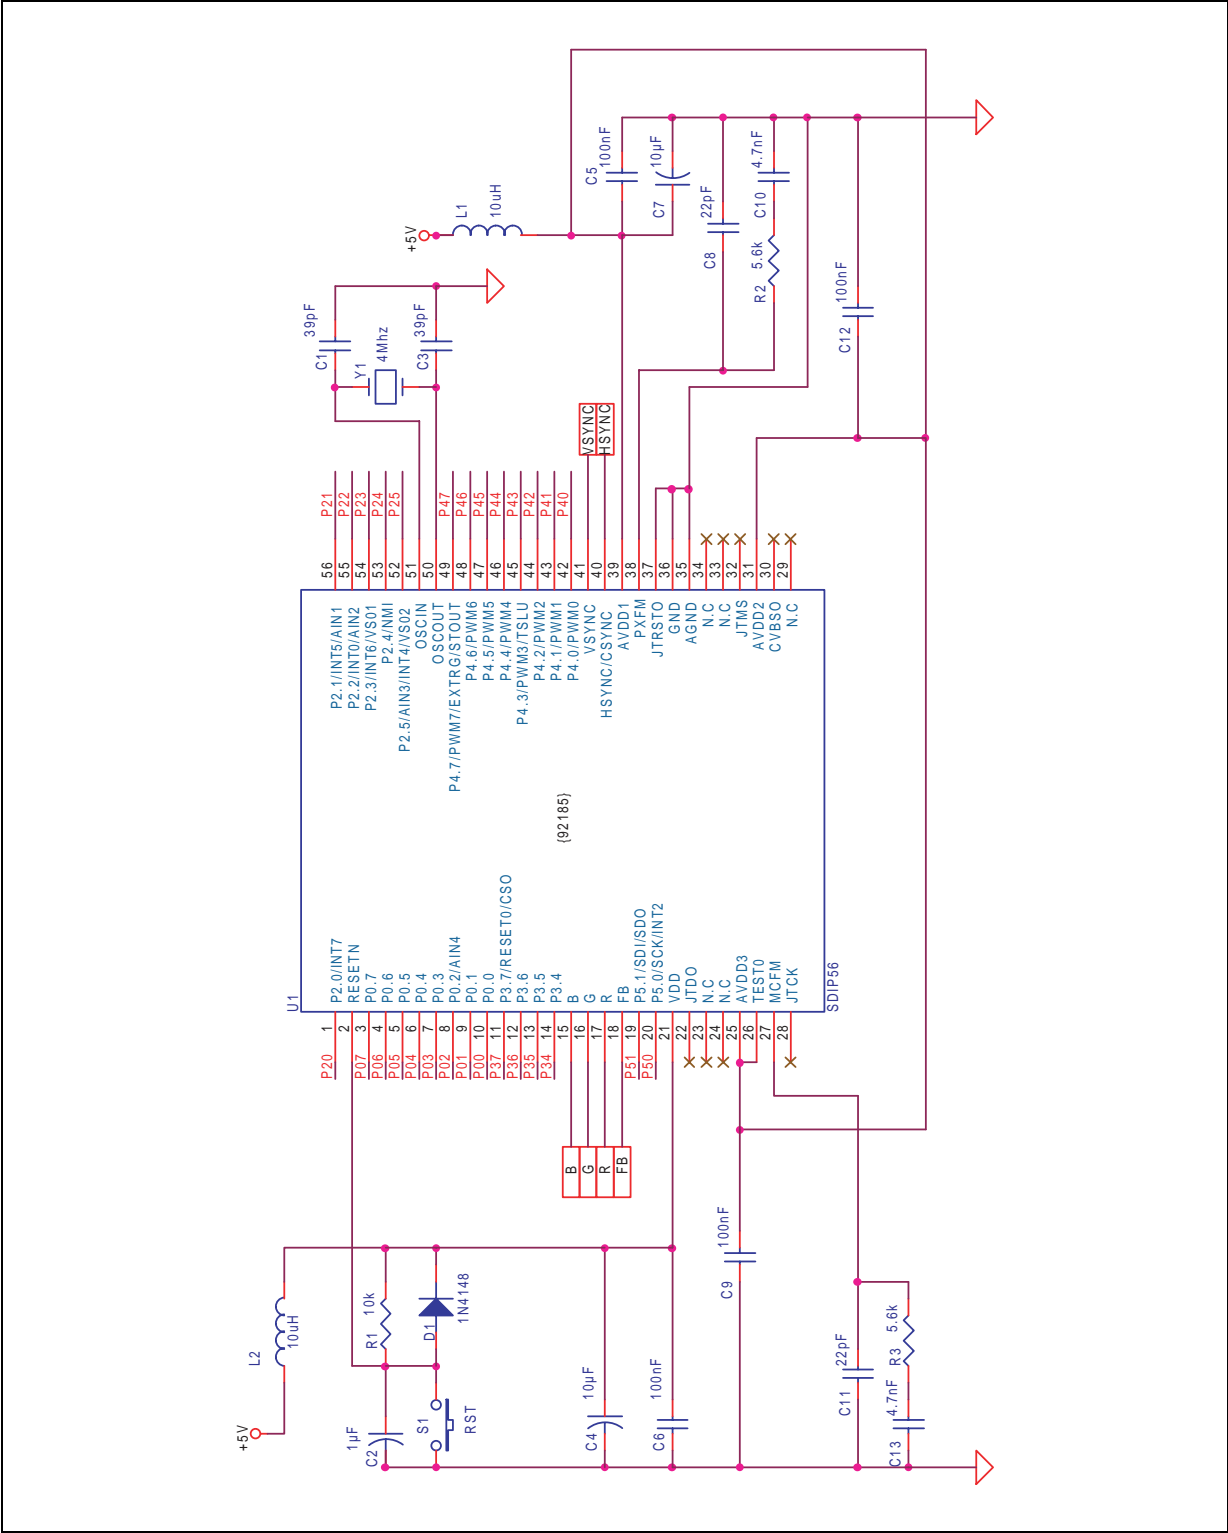 +5V
L1
10uH
C5
100nF
C7
10µF
C8
22pF
C10
4.7nF
R2
5.6k
C12
100nF
C1
39pF
Y1
4Mhz
C3
39pF
VSYNC
HSYNC
P21
P22
P23
P24
P25
P47
P46
P45
P44
P43
P42
P41
P40
56
55
54
53
52
51
50
49
48
47
46
45
44
43
42
41
40
39
38
37
36
35
34
33
32
31
30
29
P2.1/INT5/AIN1
P2.2/INT0/AIN2
P2.3/INT6/VS01
P2.4/NMI
P2.5/AIN3/INT4/VS02
OSCIN
OSCOUT
P4.7/PWM7/EXTRG/STOUT
P4.6/PWM6
P4.5/PWM5
P4.4/PWM4
P4.3/PWM3/TSLU
P4.2/PWM2
P4.1/PWM1
P4.0/PWM0
VSYNC
HSYNC/CSYNC
AVDD1
PXFM
JTRSTO
GND
AGND
N.C
N.C
JTMS
AVDD2
CVBSO
N.C
{92185}
U1
SDIP56
P2.0/INT7
RESETN
P0.7
P0.6
P0.5
P0.4
P0.3
P0.2/AIN4
P0.1
P0.0
P3.7/RESET0/CSO
P3.6
P3.5
P3.4
B
G
R
FB
P5.1/SDI/SDO
P5.0/SCK/INT2
VDD
JTDO
N.C
N.C
AVDD3
TEST0
MCFM
JTCK
1
2
3
4
5
6
7
8
9
10
11
12
13
14
15
16
17
18
19
20
21
22
23
24
25
26
27
28
P20
P07
P06
P05
P04
P03
P02
P01
P00
P37
P36
P35
P34
P51
P50
B
G
R
FB
L2
10uH
+5V
R1
10k
D1
1N4148
C2
1µF
S1
RST
C4
10µF
C6
100nF
C9
100nF
C11
22pF
R3
5.6k
C13
4.7nF